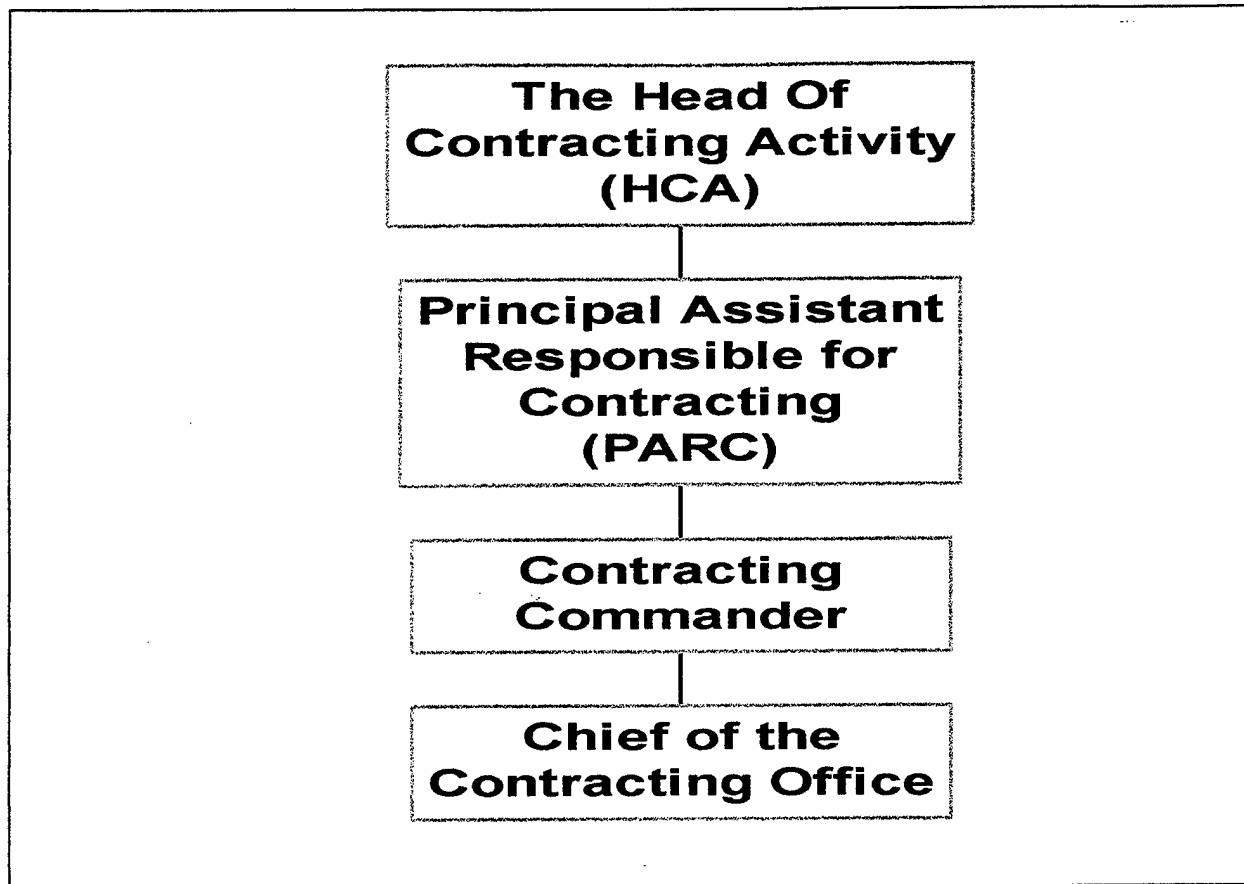 The Head Of
Contracting Activity
(HCA)
Principal Assistant
Responsible for
Contracting
(PARC)
Contracting
Commander
Chief of the
Contracting Office